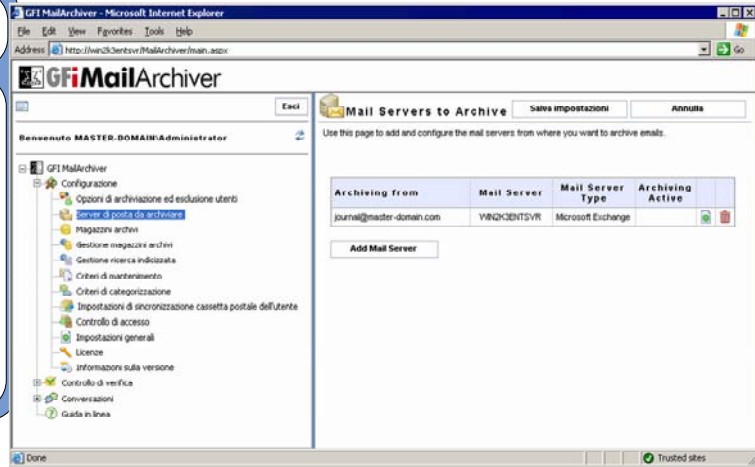 GFI MailArchiver - Microsoft Internet Explorer
File Edit View Favorites Tools Help
Address http://win2k3entsvr/MailArchiver/main.aspx Go
GFi MailArchiver
Esci
Benvenuto MASTER-DOMAIN\Administrator
GFI MailArchiver
Configurazione
Opzioni di archiviazione ed esclusione utenti
Server di posta da archiviare
Magazzini archivi
Gestione magazzini archivi
Gestione ricerca indicizzata
Criteri di mantenimento
Criteri di categorizzazione
Impostazioni di sincronizzazione cassetta postale dell'utente
Controllo di accesso
Impostazioni generali
Licenze
Informazioni sulla versione
Controllo di verifica
Conversazioni
Guida in linea
Mail Servers to Archive Salva impostazioni Annulla
Use this page to add and configure the mail servers from where you want to archive emails.
Archiving from Mail Server Mail Server Type Archiving Active
journal@master-domain.com WIN2K3ENTSVR Microsoft Exchange
Add Mail Server
Done Trusted sites